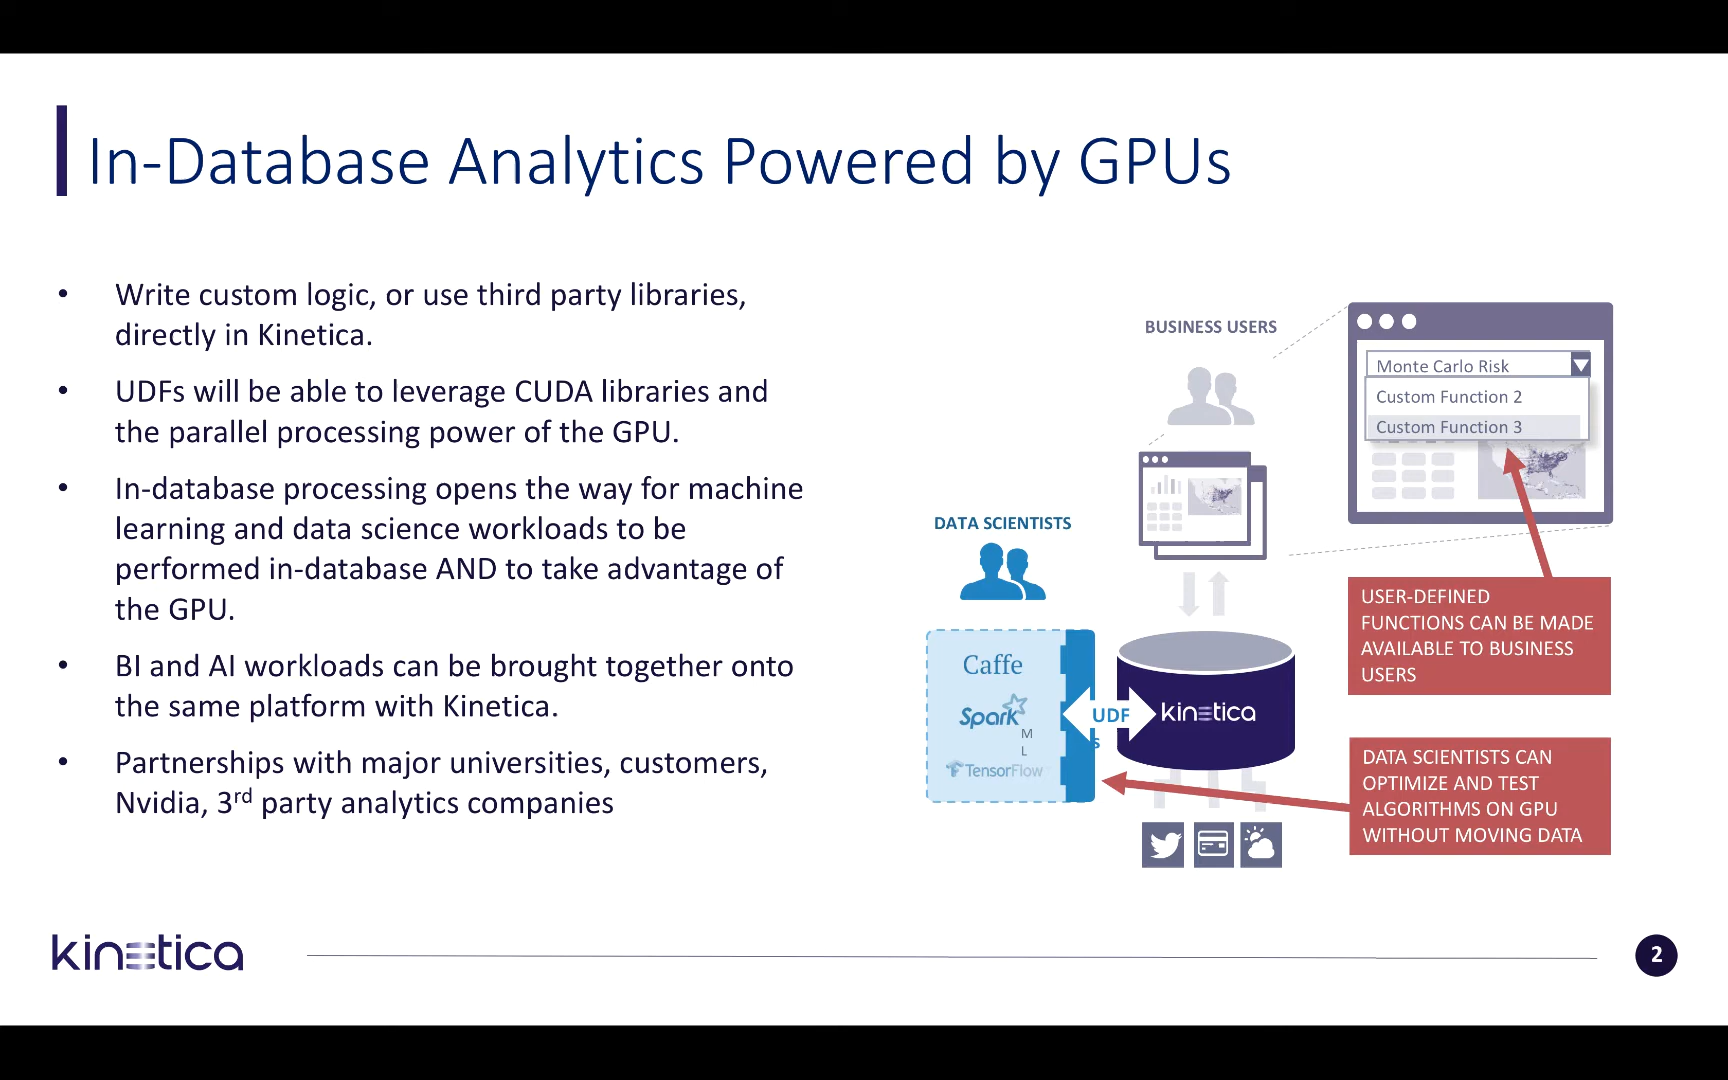 In-Database Analytics Powered by GPUs
• Write custom logic, or use third party libraries,
directly in Kinetica.
• UDFs will be able to leverage CUDA libraries and
the parallel processing power of the GPU.
• In-database processing opens the way for machine
learning and data science workloads to be
performed in-database AND to take advantage of
the GPU.
• BI and AI workloads can be brought together onto
the same platform with Kinetica.
• Partnerships with major universities, customers,
Nvidia, 3rd party analytics companies
BUSINESS USERS
Monte Carlo Risk
Custom Function 2
Custom Function 3
DATA SCIENTISTS
Caffe
Spark
M
L
TensorFlow
UDF
s
kinetica
USER-DEFINED
FUNCTIONS CAN BE MADE
AVAILABLE TO BUSINESS
USERS
DATA SCIENTISTS CAN
OPTIMIZE AND TEST
ALGORITHMS ON GPU
WITHOUT MOVING DATA
kinetica
2